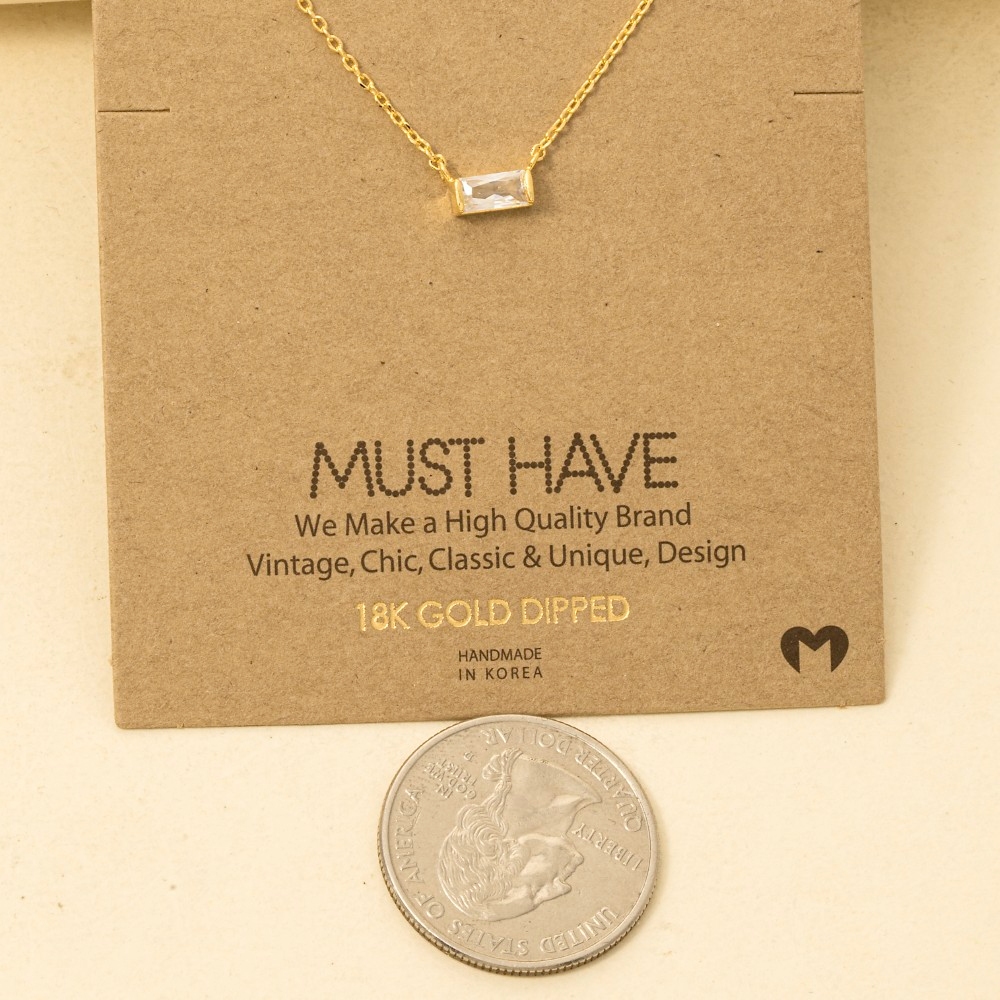 MUST HAVE
We Make a High Quality Brand
Vintage, Chic, Classic & Unique, Design
18K GOLD DIPPED
HANDMADE
IN KOREA
M
UNITED STATES OF AMERICA
LIBERTY
IN
GOD WE
TRUST
QUARTER DOLLAR